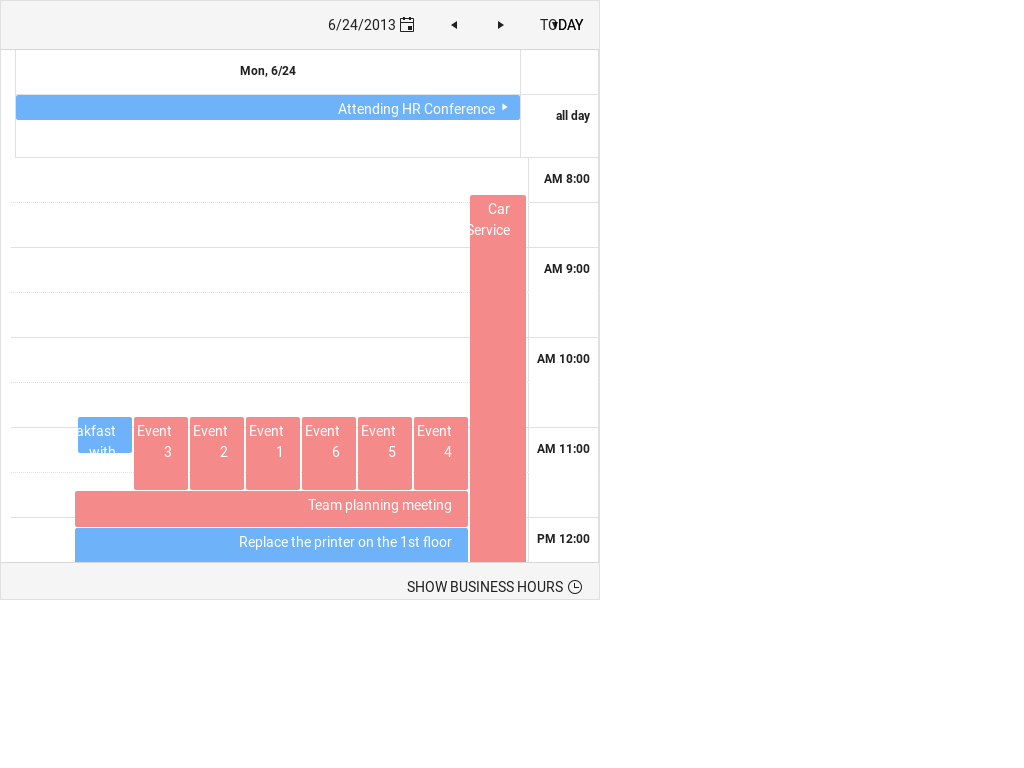 6/24/2013
TODAY
Mon, 6/24
Attending HR Conference
all day
AM 8:00
Car
Service
AM 9:00
AM 10:00
akfast
with
Event
3
Event
2
Event
1
Event
6
Event
5
Event
4
AM 11:00
Team planning meeting
Replace the printer on the 1st floor
PM 12:00
SHOW BUSINESS HOURS